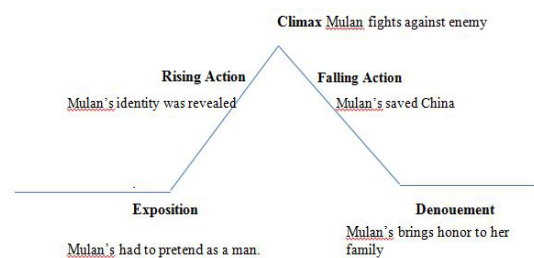 Climax Mulan fights against enemy
Rising Action
Falling Action
Mulan's identity was revealed
Mulan's saved China
Exposition
Denouement
Mulan's had to pretend as a man.
Mulan's brings honor to her
family